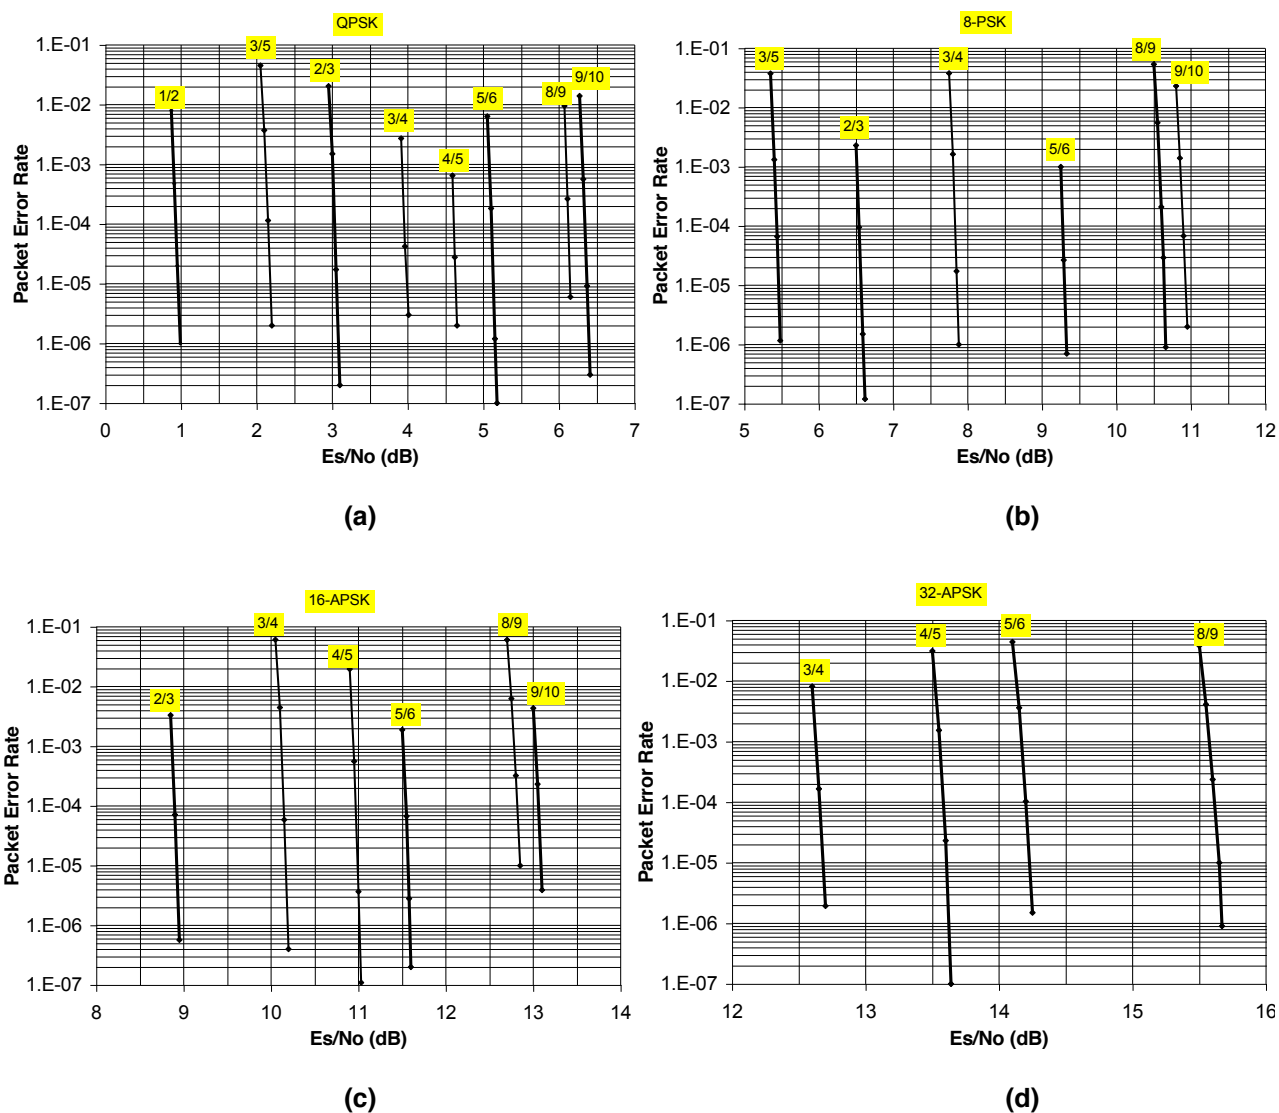 QPSK
1.E-01
1.E-02
1.E-03
1.E-04
1.E-05
1.E-06
1.E-07
Packet Error Rate
1/2
3/5
2/3
3/4
4/5
5/6
8/9
9/10
0 1 2 3 4 5 6 7
Es/No (dB)
(a)
8-PSK
1.E-01
1.E-02
1.E-03
1.E-04
1.E-05
1.E-06
1.E-07
Packet Error Rate
3/5
2/3
3/4
5/6
8/9
9/10
5 6 7 8 9 10 11 12
Es/No (dB)
(b)
16-APSK
1.E-01
1.E-02
1.E-03
1.E-04
1.E-05
1.E-06
1.E-07
Packet Error Rate
2/3
3/4
4/5
5/6
8/9
9/10
8 9 10 11 12 13 14
Es/No (dB)
(c)
32-APSK
1.E-01
1.E-02
1.E-03
1.E-04
1.E-05
1.E-06
1.E-07
Packet Error Rate
3/4
4/5
5/6
8/9
12 13 14 15 16
Es/No (dB)
(d)